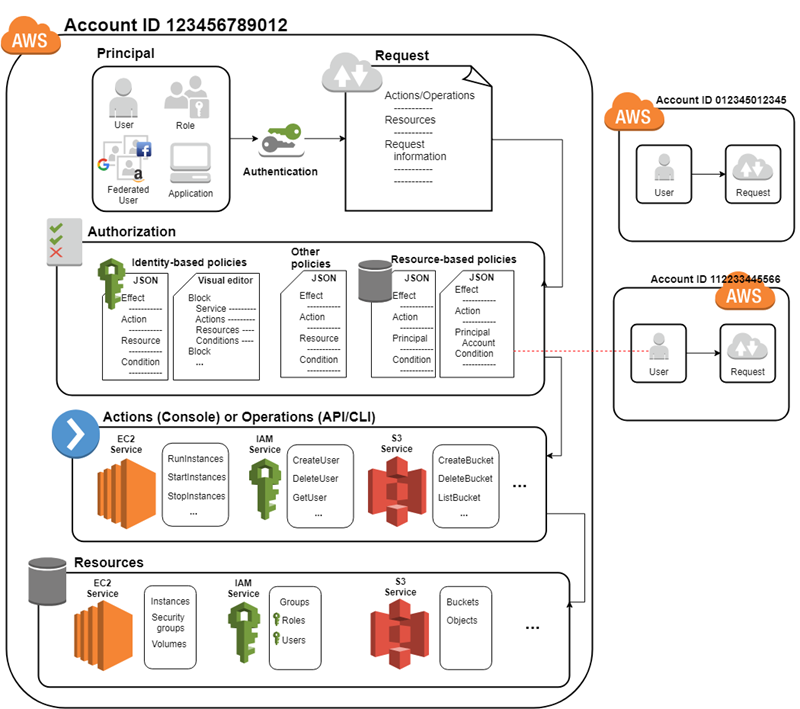 AWS
Account ID 123456789012
Principal
User
Role
Federated
User
Application
Authentication
Request
Actions/Operations
-----------
Resources
-----------
Request
information
-----------
-----------
Authorization
Identity-based policies
JSON
Effect
-----------
Action
-----------
Resource
-----------
Condition
-----------
Visual editor
Block
Service ---------
Actions ---------
Resources ----
Conditions ----
Block
...
Other
policies
JSON
Effect
-----------
Action
-----------
Resource
-----------
Condition
-----------
Resource-based policies
JSON
Effect
-----------
Action
-----------
Principal
-----------
Condition
-----------
JSON
Effect
-----------
Action
-----------
Principal
Account
Condition
-----------
Actions (Console) or Operations (API/CLI)
EC2
Service
RunInstances
StartInstances
StopInstances
...
IAM
Service
CreateUser
DeleteUser
GetUser
...
S3
Service
CreateBucket
DeleteBucket
ListBucket
...
...
Resources
EC2
Service
Instances
Security
groups
Volumes
IAM
Service
Groups
Roles
Users
S3
Service
Buckets
Objects
...
Account ID 012345012345
AWS
User
Request
Account ID 112233445566
AWS
User
Request